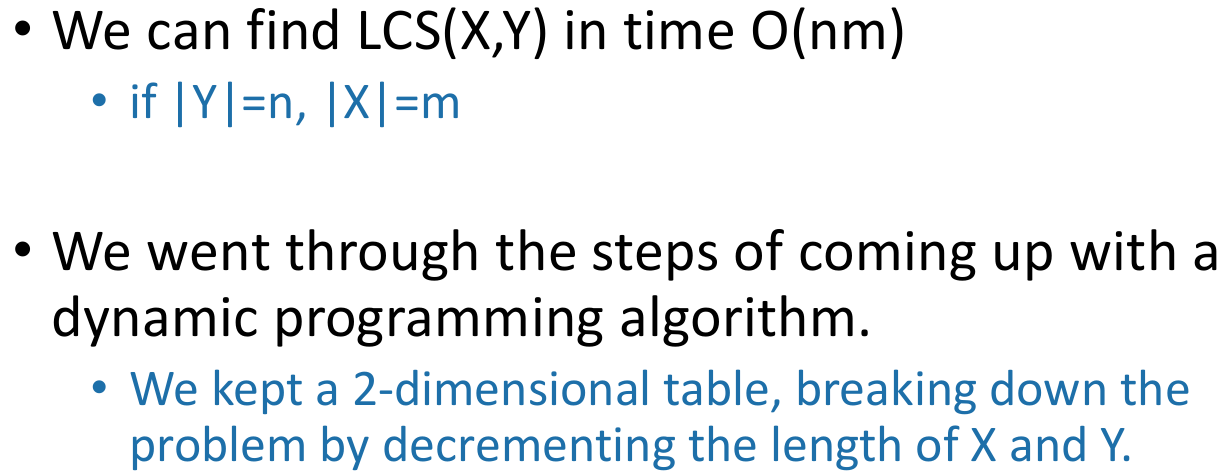 • We can find LCS(X,Y) in time O(nm)
• if |Y|=n, |X|=m
• We went through the steps of coming up with a
dynamic programming algorithm.
• We kept a 2-dimensional table, breaking down the
problem by decrementing the length of X and Y.